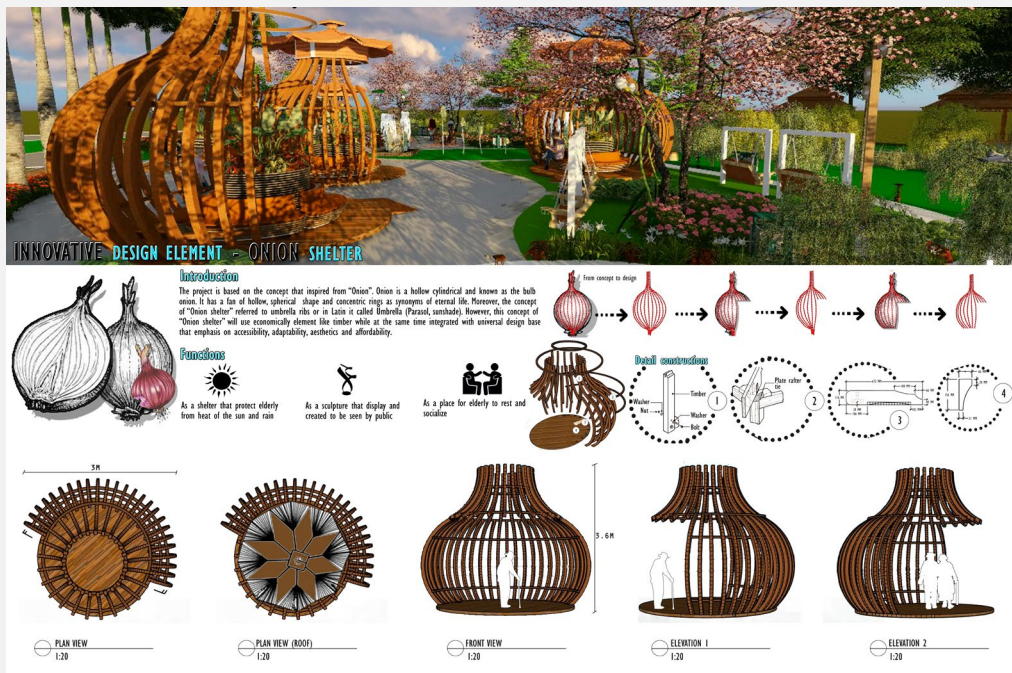 INNOVATIVE DESIGN ELEMENT - ONION SHELTER
Introduction
The project is based on the concept that inspired from “Onion”. Onion is a hollow cylindrical and known as the bulb
onion. It has a fan of hollow, spherical shape and concentric rings as synonyms of eternal life. Moreover, the concept
of “Onion shelter” referred to umbrella ribs or in Latin it called Umbrella (Parasol, sunshade). However, this concept of
“Onion shelter” will use economically element like timber while at the same time integrated with universal design base
that emphasis on accessibility, adaptability, aesthetics and affordability.
Functions
As a shelter that protect elderly
from heat of the sun and rain
As a sculpture that display and
created to be seen by public
As a place for elderly to rest and
socialize
From concept to design
Detail constructions
Washer
Nut
Timber
Washer
Bolt
1
Plate rafter
tie
2
3
4
3M
3.6M
PLAN VIEW
1:20
PLAN VIEW (ROOF)
1:20
FRONT VIEW
1:20
ELEVATION 1
1:20
ELEVATION 2
1:20